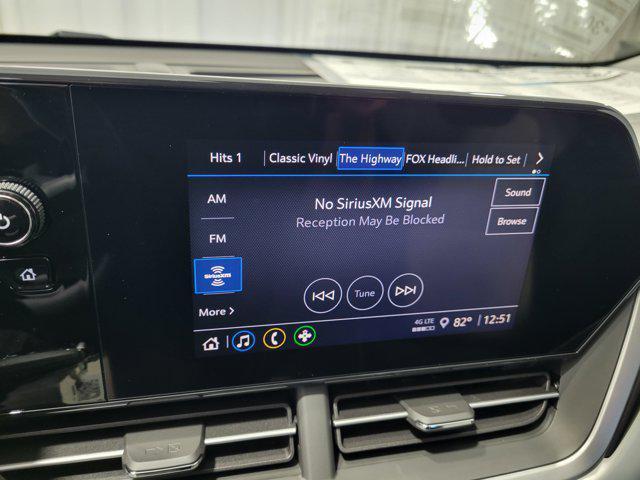 Hits 1 Classic Vinyl The Highway FOX Headli... Hold to Set
AM
No SiriusXM Signal
Reception May Be Blocked
Sound
FM
Browse
SiriusXM
Tune
More
4G LTE
82° 12:51